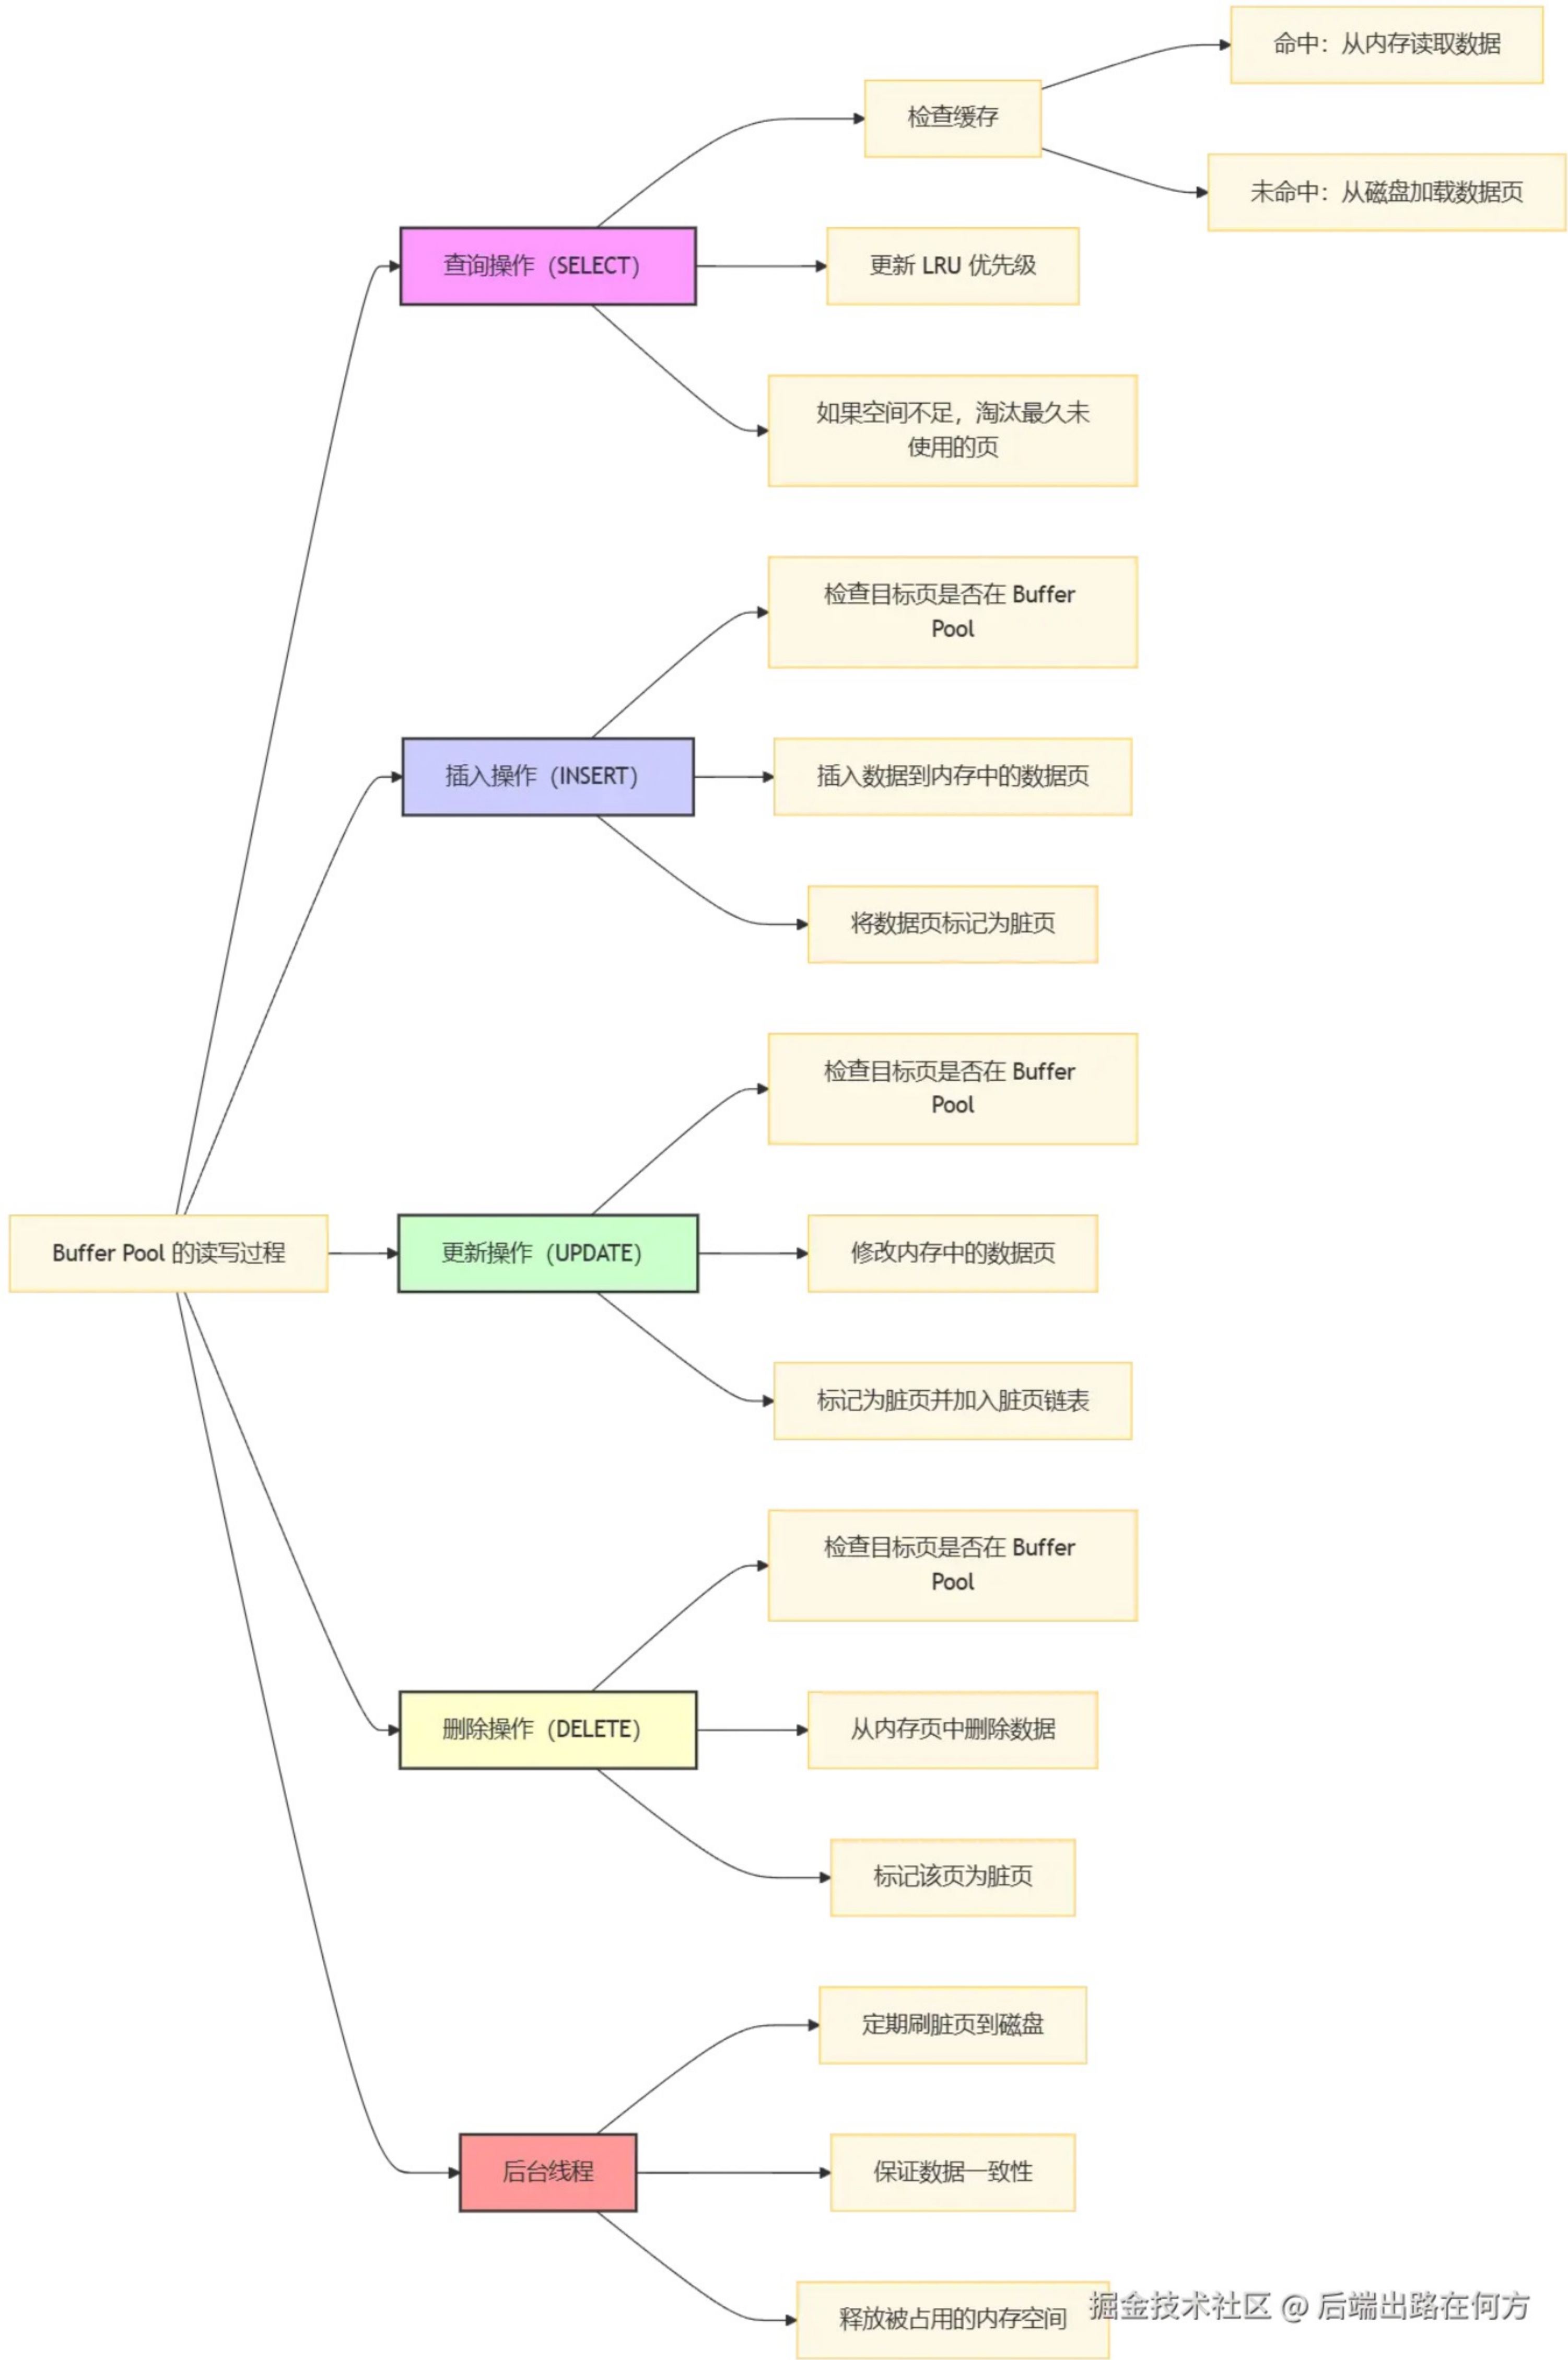 Buffer Pool 的读写过程
查询操作（SELECT）
检查缓存
命中：从内存读取数据
未命中：从磁盘加载数据页
更新 LRU 优先级
如果空间不足，淘汰最久未
使用的页
插入操作（INSERT）
检查目标页是否在 Buffer
Pool
插入数据到内存中的数据页
将数据页标记为脏页
更新操作（UPDATE）
检查目标页是否在 Buffer
Pool
修改内存中的数据页
标记为脏页并加入脏页链表
删除操作（DELETE）
检查目标页是否在 Buffer
Pool
从内存页中删除数据
标记该页为脏页
后台线程
定期刷脏页到磁盘
保证数据一致性
释放被占用的内存空间
掘金技术社区 @ 后端出路在何方